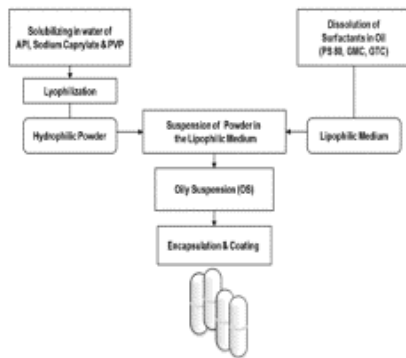 Solubilizing in water of
API, Sodium Caprylate & PVP
Dissolution of
Surfactants in Oil
(PS 80, GMC, GTC)
Lyophilization
Hydrophilic Powder
Suspension of Powder in
the Lipophilic Medium
Lipophilic Medium
Oily Suspension (OS)
Encapsulation & Coating